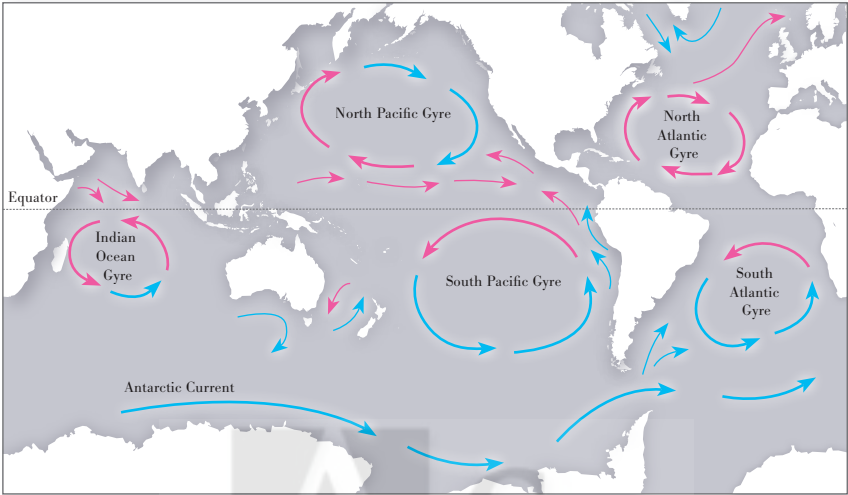 North Pacific Gyre
North
Atlantic
Gyre
Equator
Indian
Ocean
Gyre
South Pacific Gyre
South
Atlantic
Gyre
Antarctic Current